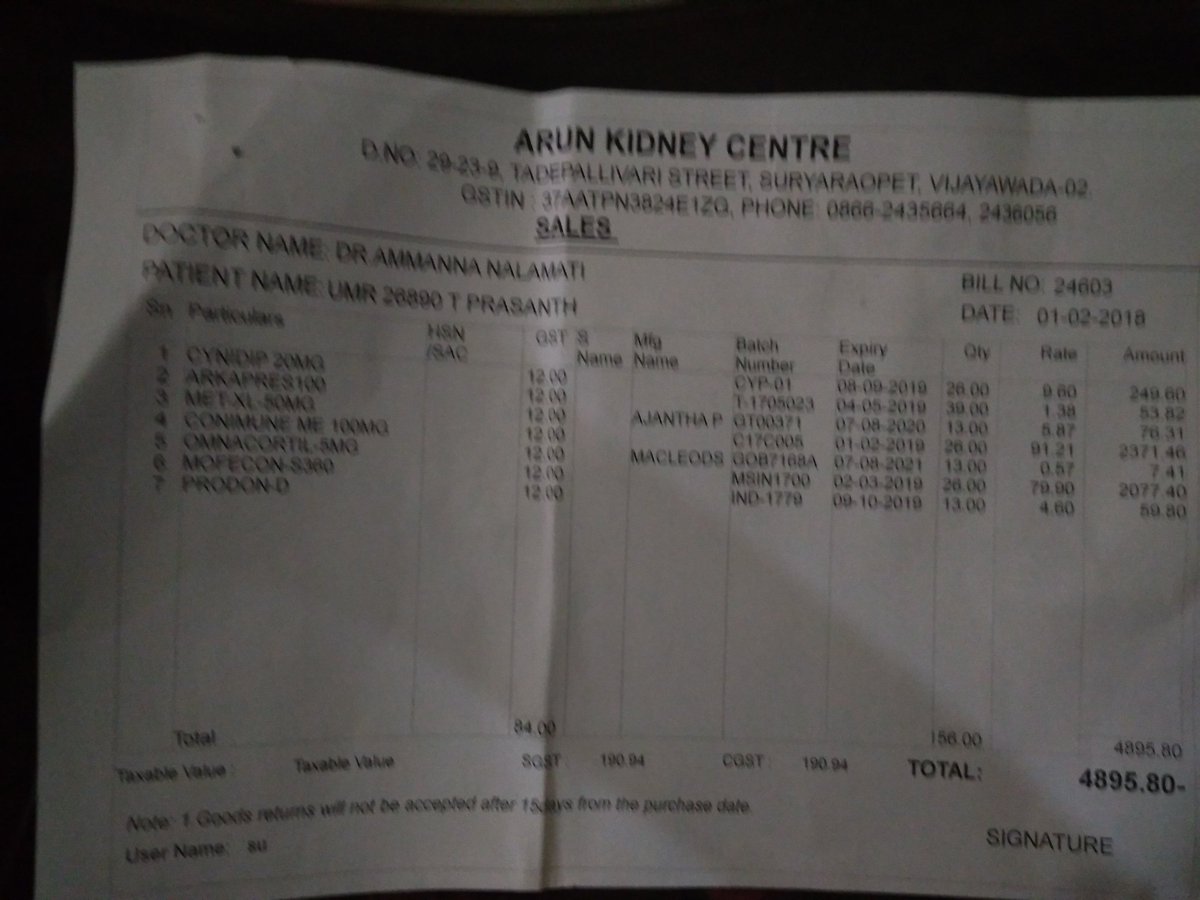 ARUN KIDNEY CENTRE
D.NO: 29-23-9, TADEPALLIVARI STREET, SURYARAOPET, VIJAYAWADA-02.
GSTIN : 37AATPN3824E1ZG, PHONE: 0866-2435664, 2436056
SALES
DOCTOR NAME: DR.AMMANNA NALAMATI
PATIENT NAME: UMR 26890 T PRASANTH
BILL NO: 24603
DATE: 01-02-2018
Sn Particulars HSN /SAC GST S Name Mfg Name Batch Number Expiry Date Qty Rate Amount
1 CYNIDIP 20MG 12.00 CYP-01 08-09-2019 26.00 9.60 249.60
2 ARKAPRES100 12.00 T-1705023 04-05-2019 39.00 1.38 53.82
3 MET-XL-50MG 12.00 AJANTHA P GT00371 07-08-2020 13.00 5.87 76.31
4 CONIMUNE ME 100MG 12.00 C17C005 01-02-2019 26.00 91.21 2371.46
5 OMNACORTIL-5MG 12.00 MACLEODS GOB7168A 07-08-2021 13.00 0.57 7.41
6 MOFECON-S360 12.00 MSIN1700 02-03-2019 26.00 79.90 2077.40
7 PRODON-D 12.00 IND-1779 09-10-2019 13.00 4.60 59.80
Total 84.00 156.00 4895.80
Taxable Value : Taxable Value SGST : 190.94 CGST : 190.94 TOTAL: 4895.80-
Note: 1.Goods returns will not be accepted after 15days from the purchase date.
User Name: su
SIGNATURE